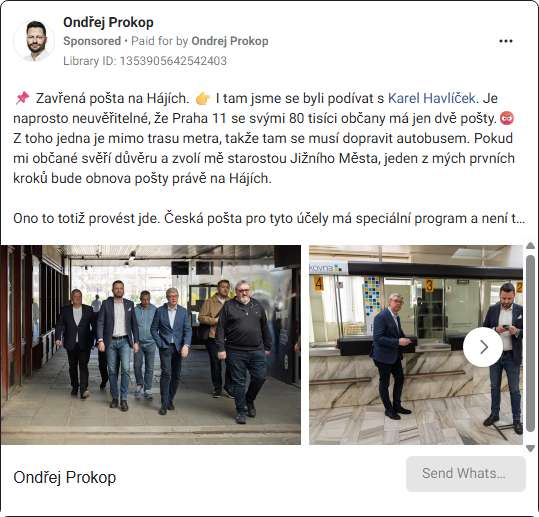 Ondřej Prokop
Sponsored • Paid for by Ondrej Prokop
Library ID: 1353905642542403
📌 Zavřená pošta na Hájích. 👉 I tam jsme se byli podívat s Karel Havlíček. Je
naprosto neuvěřitelné, že Praha 11 se svými 80 tisíci občany má jen dvě pošty. 😡
Z toho jedna je mimo trasu metra, takže tam se musí dopravit autobusem. Pokud
mi občané svěří důvěru a zvolí mě starostou Jižního Města, jeden z mých prvních
kroků bude obnova pošty právě na Hájích.
Ono to totiž provést jde. Česká pošta pro tyto účely má speciální program a není t...
kovna
4
3
2
Ondřej Prokop
Send Whats...